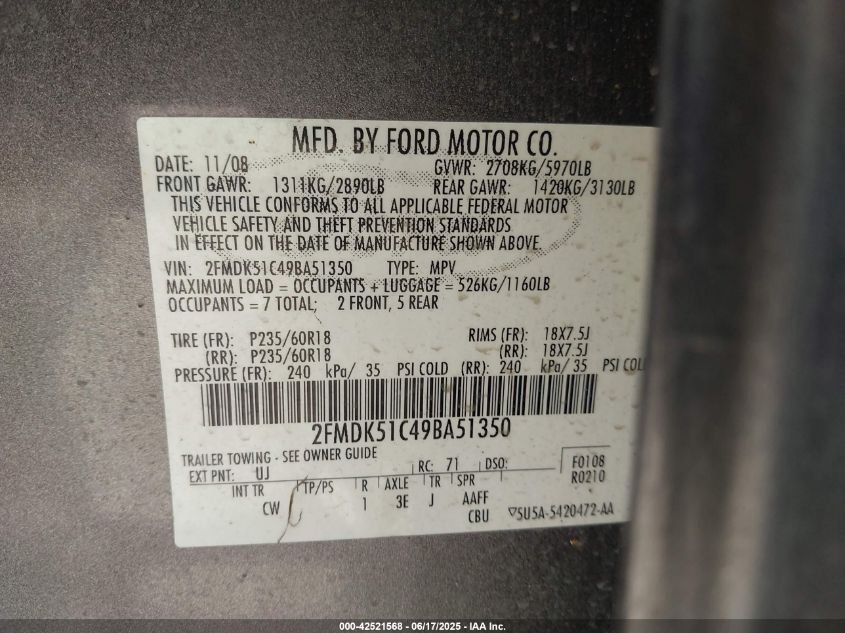 MFD. BY FORD MOTOR CO.
DATE: 11/08 GVWR: 2708KG/5970LB
FRONT GAWR: 1311KG/2890LB REAR GAWR: 1420KG/3130LB
THIS VEHICLE CONFORMS TO ALL APPLICABLE FEDERAL MOTOR
VEHICLE SAFETY AND THEFT PREVENTION STANDARDS
IN EFFECT ON THE DATE OF MANUFACTURE SHOWN ABOVE.
VIN: 2FMDK51C49BA51350 TYPE: MPV
MAXIMUM LOAD = OCCUPANTS + LUGGAGE = 526KG/1160LB
OCCUPANTS = 7 TOTAL; 2 FRONT, 5 REAR
TIRE (FR): P235/60R18 RIMS (FR): 18X7.5J
(RR): P235/60R18 (RR): 18X7.5J
PRESSURE (FR): 240 kPa/ 35 PSI COLD (RR): 240 kPa/ 35 PSI COL
2FMDK51C49BA51350
TRAILER TOWING - SEE OWNER GUIDE
EXT PNT: UJ RC: 71 DSO: F0108
R0210
INT TR TP/PS R AXLE TR SPR
CW 1 3E J AAFF
CBU ▽5U5A-5420472-AA
000-42521568 - 06/17/2025 - IAA Inc.